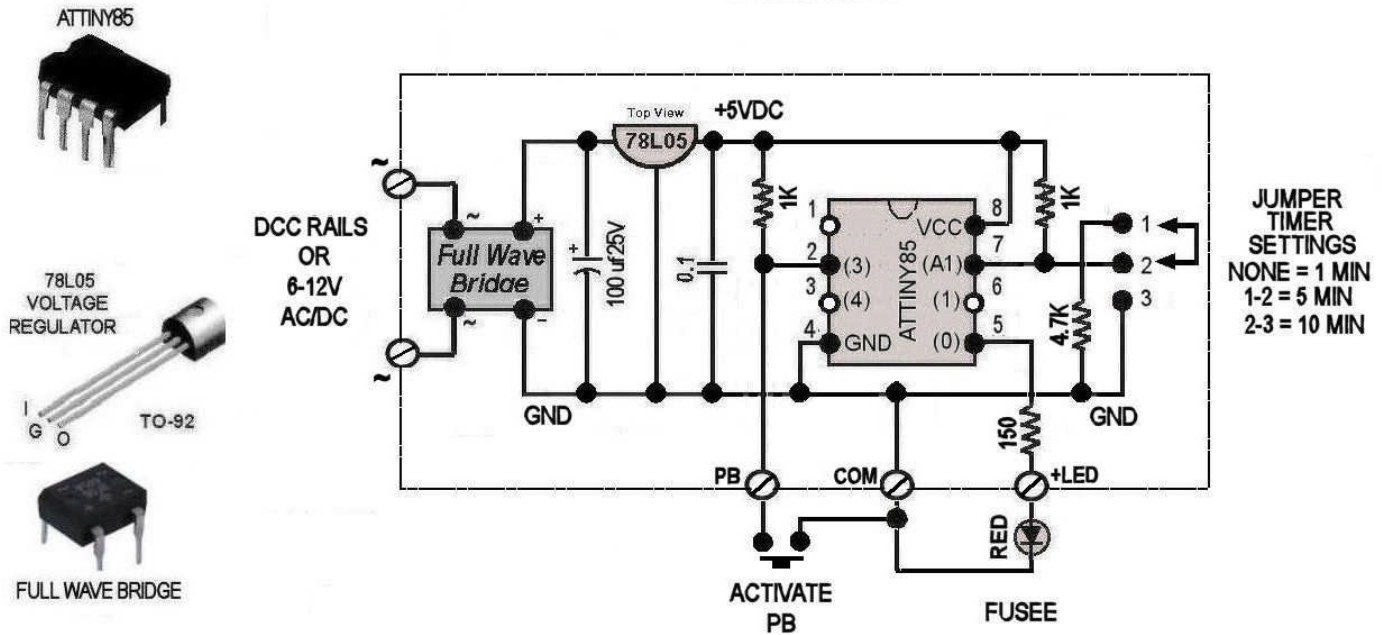 ATTINY85
78L05
VOLTAGE
REGULATOR
I
G
O
TO-92
FULL WAVE BRIDGE
~
~
DCC RAILS
OR
6-12V
AC/DC
~
+
Full Wave
Bridge
~
−
GND
+
100 uf 25V
Top View
78L05
+5VDC
0.1
1K
ATTINY85
1
2
(.3)
3
(4)
4
GND
8
VCC
7
(A1)
6
(1)
5
(0)
1K
4.7K
150
GND
1
2
3
JUMPER
TIMER
SETTINGS
NONE = 1 MIN
1-2 = 5 MIN
2-3 = 10 MIN
PB
COM
+LED
RED
ACTIVATE
PB
FUSEE